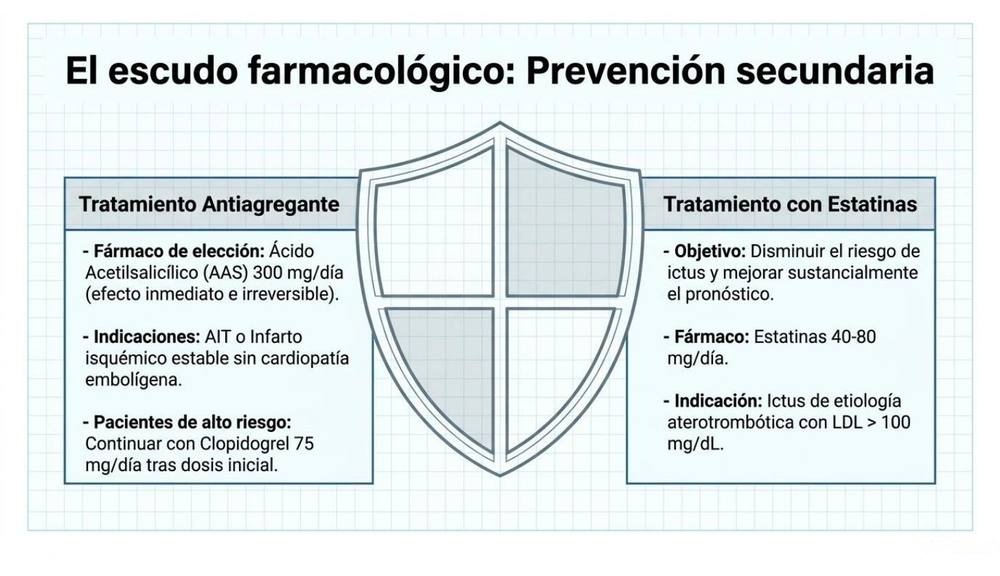 El escudo farmacológico: Prevención secundaria
Tratamiento Antiagregante
- Fármaco de elección: Ácido
Acetilsalicílico (AAS) 300 mg/día
(efecto inmediato e irreversible).
- Indicaciones: AIT o Infarto
isquémico estable sin cardiopatía
embolígena.
- Pacientes de alto riesgo:
Continuar con Clopidogrel 75
mg/día tras dosis inicial.
Tratamiento con Estatinas
- Objetivo: Disminuir el riesgo de
ictus y mejorar sustancialmente
el pronóstico.
- Fármaco: Estatinas 40-80
mg/día.
- Indicación: Ictus de etiología
aterotrombótica con LDL > 100
mg/dL.